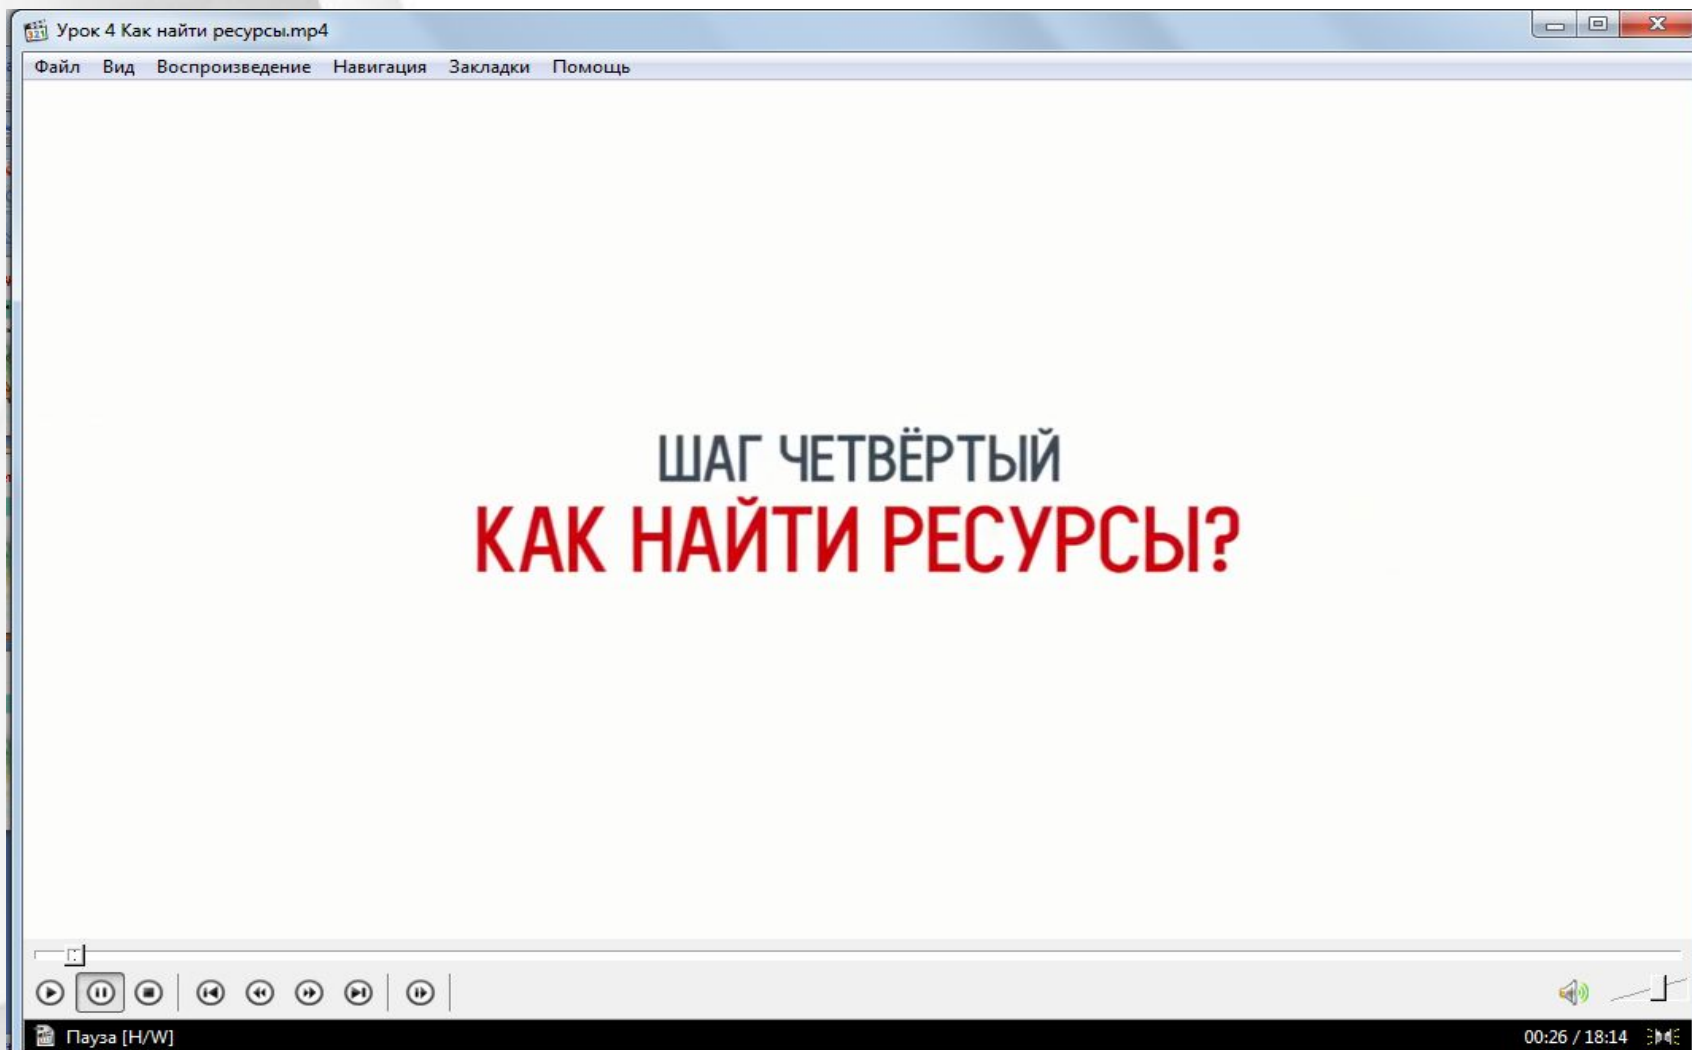 Урок 4 Как найти ресурсы.mp4
Файл Вид Воспроизведение Навигация Закладки Помощь
ШАГ ЧЕТВЁРТЫЙ
КАК НАЙТИ РЕСУРСЫ?
Пауза [H/W] 00:26 / 18:14